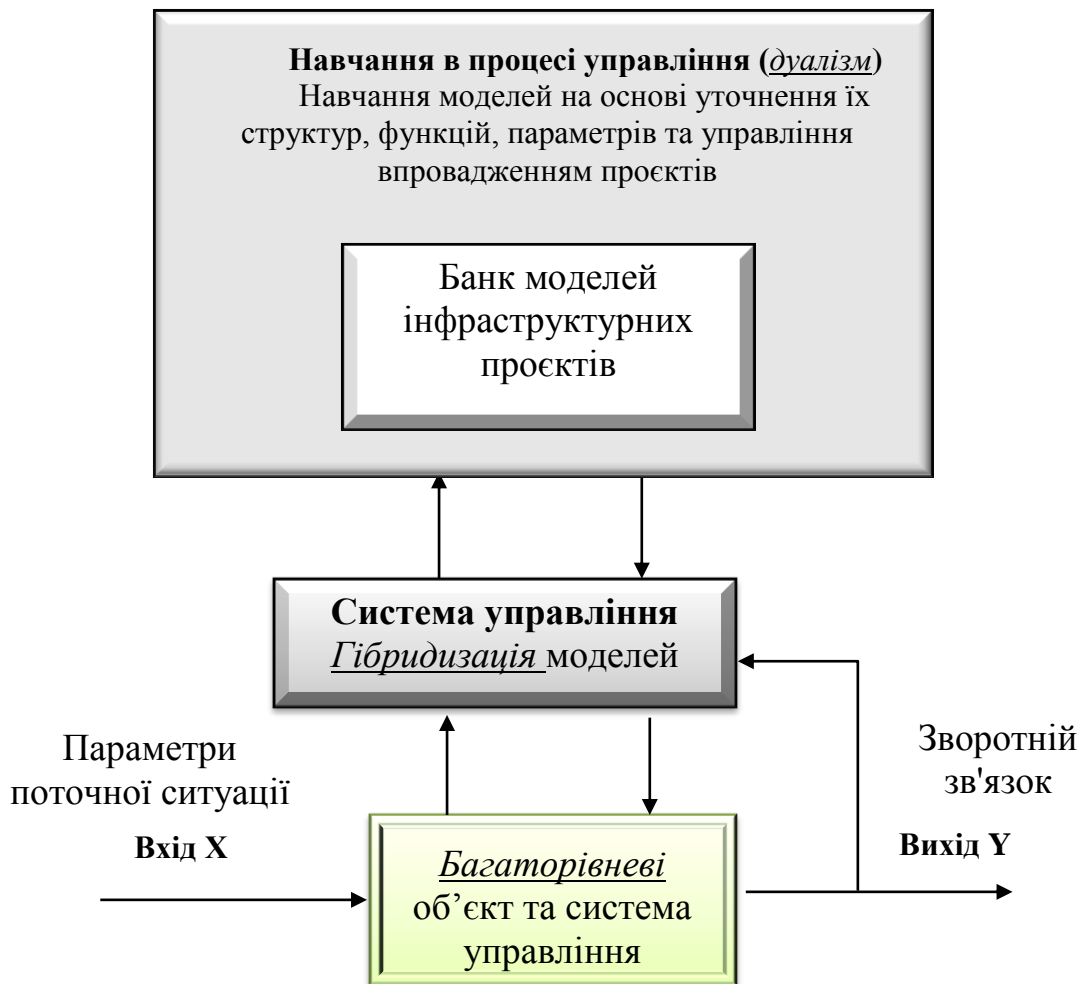 Навчання в процесі управління (дуалізм)
Навчання моделей на основі уточнення їх
структур, функцій, параметрів та управління
впровадженням проєктів
Банк моделей
інфраструктурних
проєктів
Система управління
Гібридизація моделей
Параметри
поточної ситуації
Вхід X
Зворотній
зв'язок
Вихід Y
Багаторівневі
об’єкт та система
управління